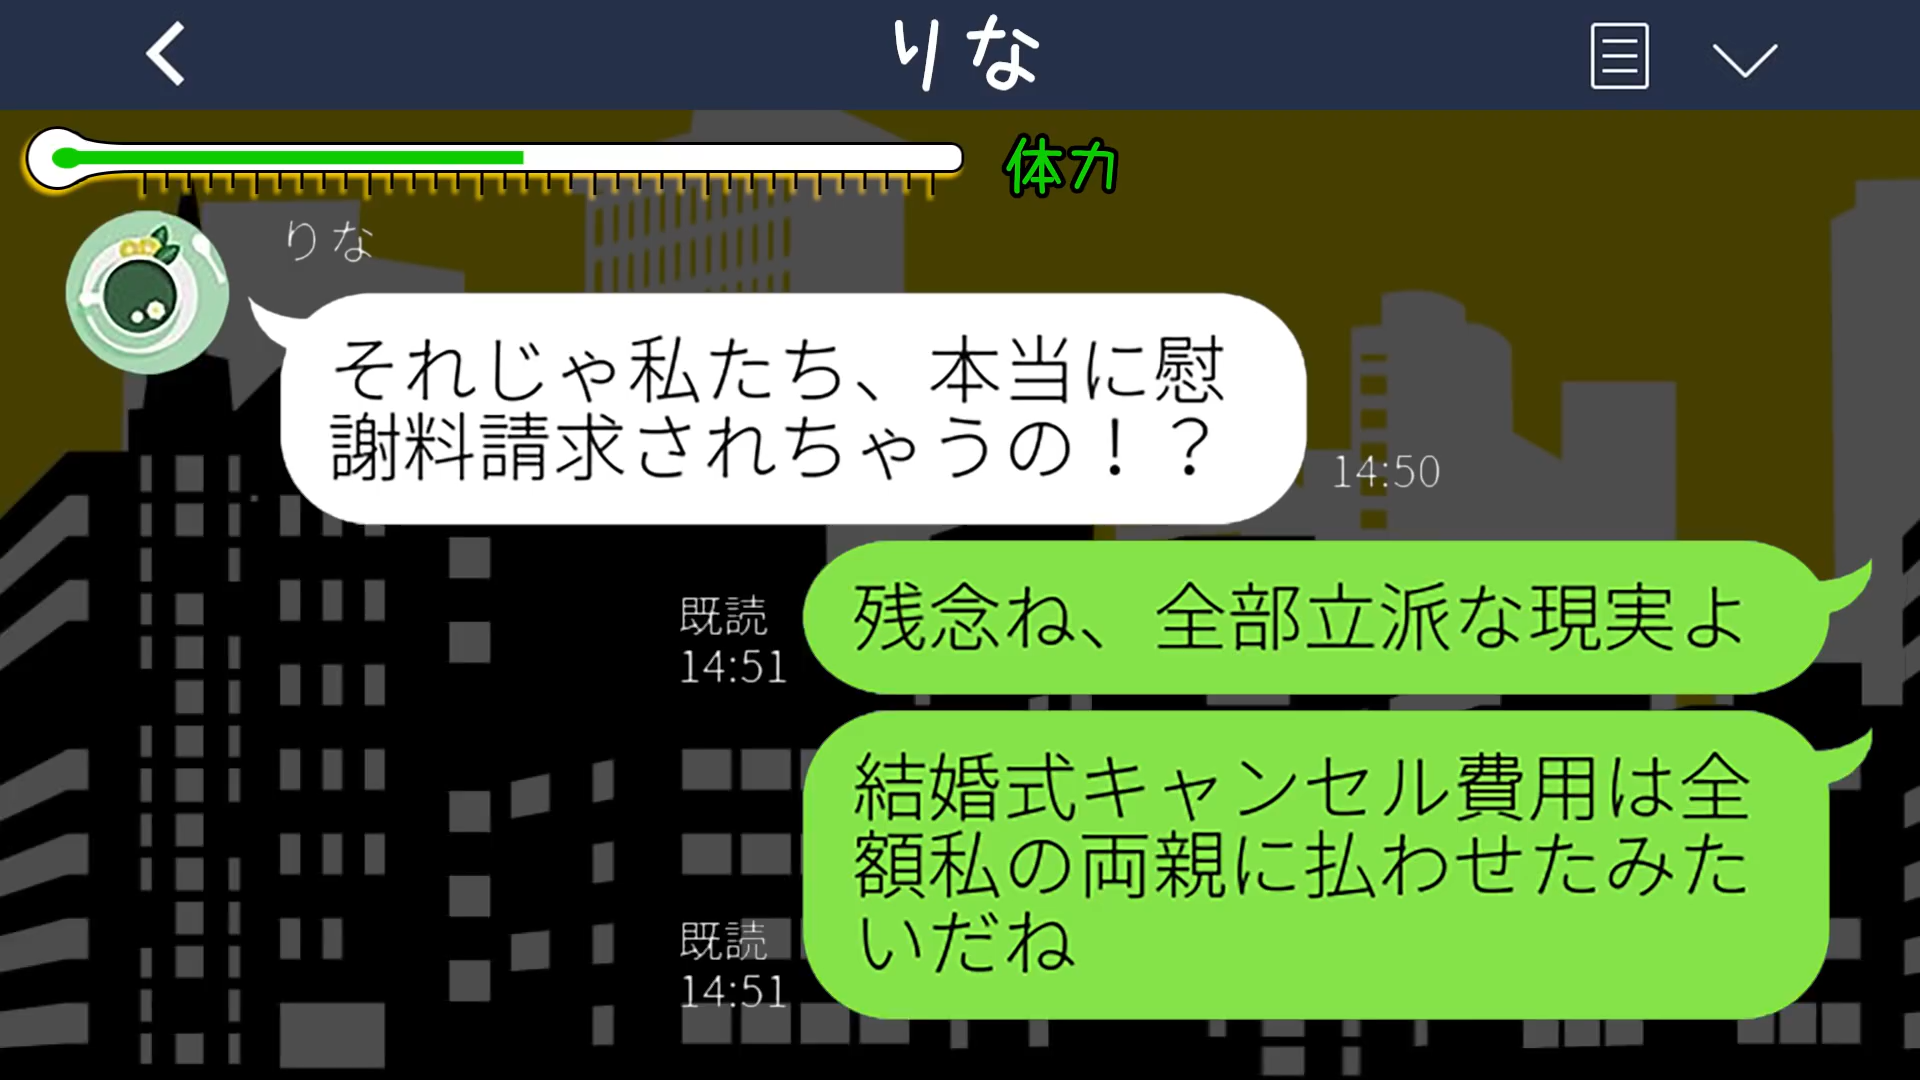 りな
体力
りな
それじゃ私たち、本当に慰
謝料請求されちゃうの！？
14:50
残念ね、全部立派な現実よ
既読
14:51
結婚式キャンセル費用は全
額私の両親に払わせたみた
いだね
既読
14:51